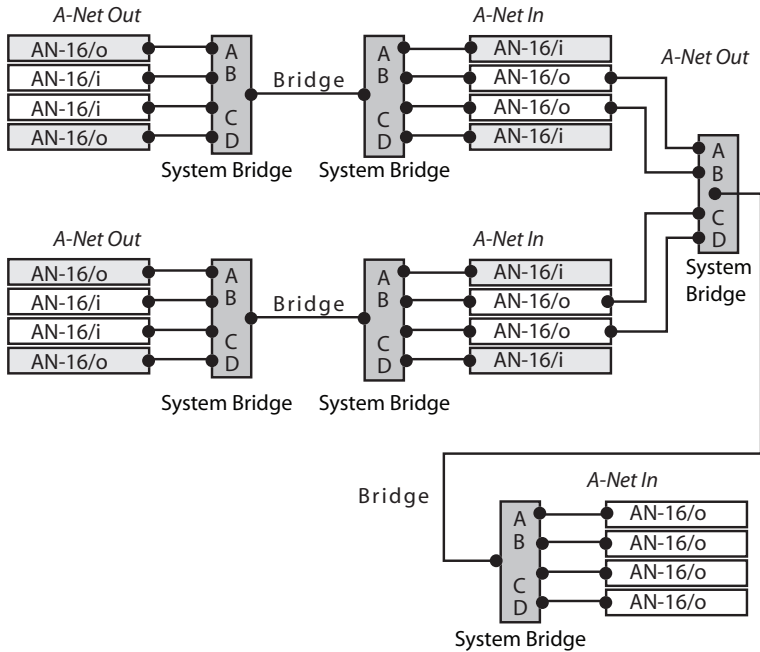 A-Net Out
AN-16/o
AN-16/i
AN-16/i
AN-16/o
A
B
C
D
System Bridge
Bridge
A
B
C
D
System Bridge
A-Net In
AN-16/i
AN-16/o
AN-16/o
AN-16/i
A-Net Out
A
B
C
D
System
Bridge
A-Net Out
AN-16/o
AN-16/i
AN-16/i
AN-16/o
A
B
C
D
System Bridge
Bridge
A
B
C
D
System Bridge
A-Net In
AN-16/i
AN-16/o
AN-16/o
AN-16/i
Bridge
A
B
C
D
System Bridge
A-Net In
AN-16/o
AN-16/o
AN-16/o
AN-16/o